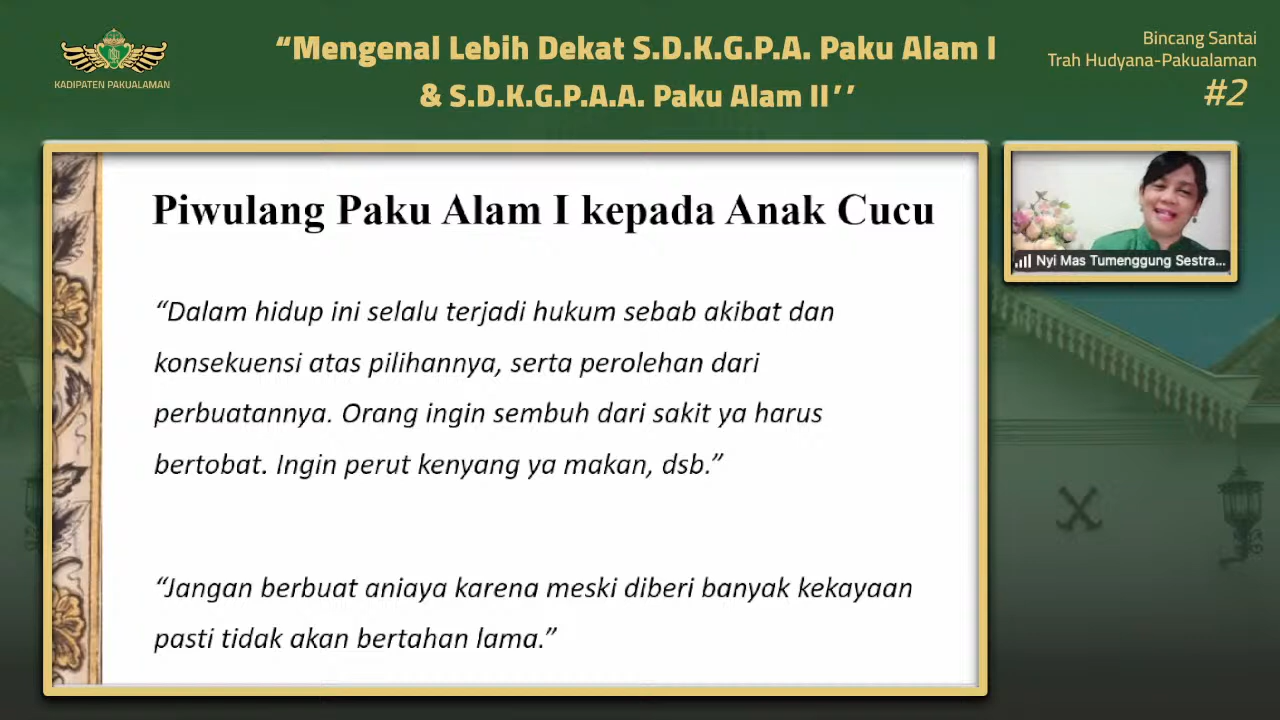 KADIPATEN PAKUALAMAN
“Mengenal Lebih Dekat S.D.K.G.P.A. Paku Alam I
& S.D.K.G.P.A.A. Paku Alam II’’
Bincang Santai
Trah Hudyana-Pakualaman
#2
Piwulang Paku Alam I kepada Anak Cucu
“Dalam hidup ini selalu terjadi hukum sebab akibat dan
konsekuensi atas pilihannya, serta perolehan dari
perbuatannya. Orang ingin sembuh dari sakit ya harus
bertobat. Ingin perut kenyang ya makan, dsb.”
“Jangan berbuat aniaya karena meski diberi banyak kekayaan
pasti tidak akan bertahan lama.”
Nyi Mas Tumenggung Sestra...